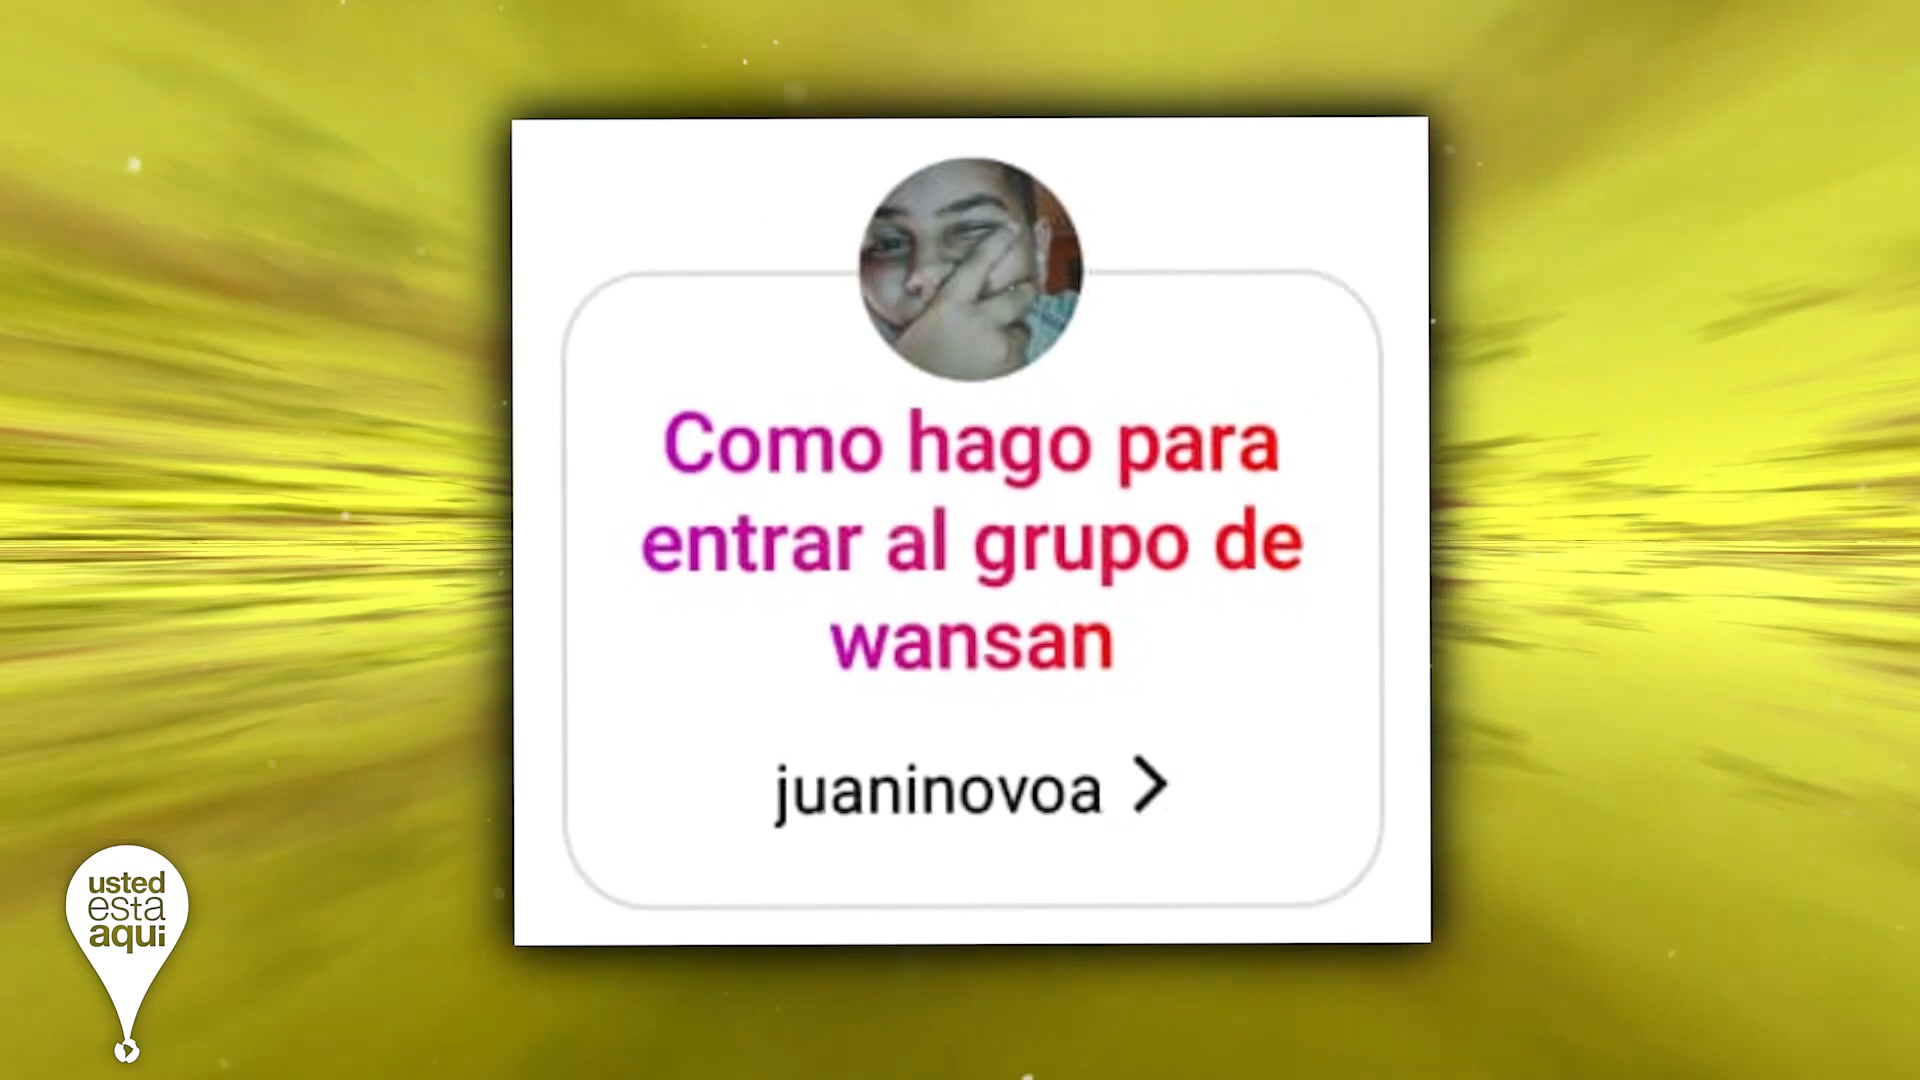 Como hago para
entrar al grupo de
wansan
juaninovoa
usted
esta
aqui